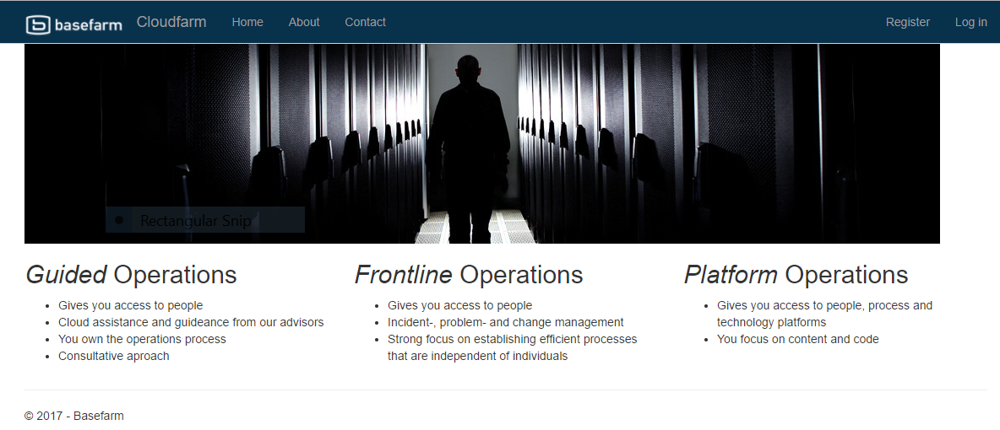 basefarm Cloudfarm Home About Contact Register Log in
Rectangular Snip
Guided Operations
Gives you access to people
Cloud assistance and guideance from our advisors
You own the operations process
Consultative aproach
Frontline Operations
Gives you access to people
Incident-, problem- and change management
Strong focus on establishing efficient processes
that are independent of individuals
Platform Operations
Gives you access to people, process and
technology platforms
You focus on content and code
© 2017 - Basefarm